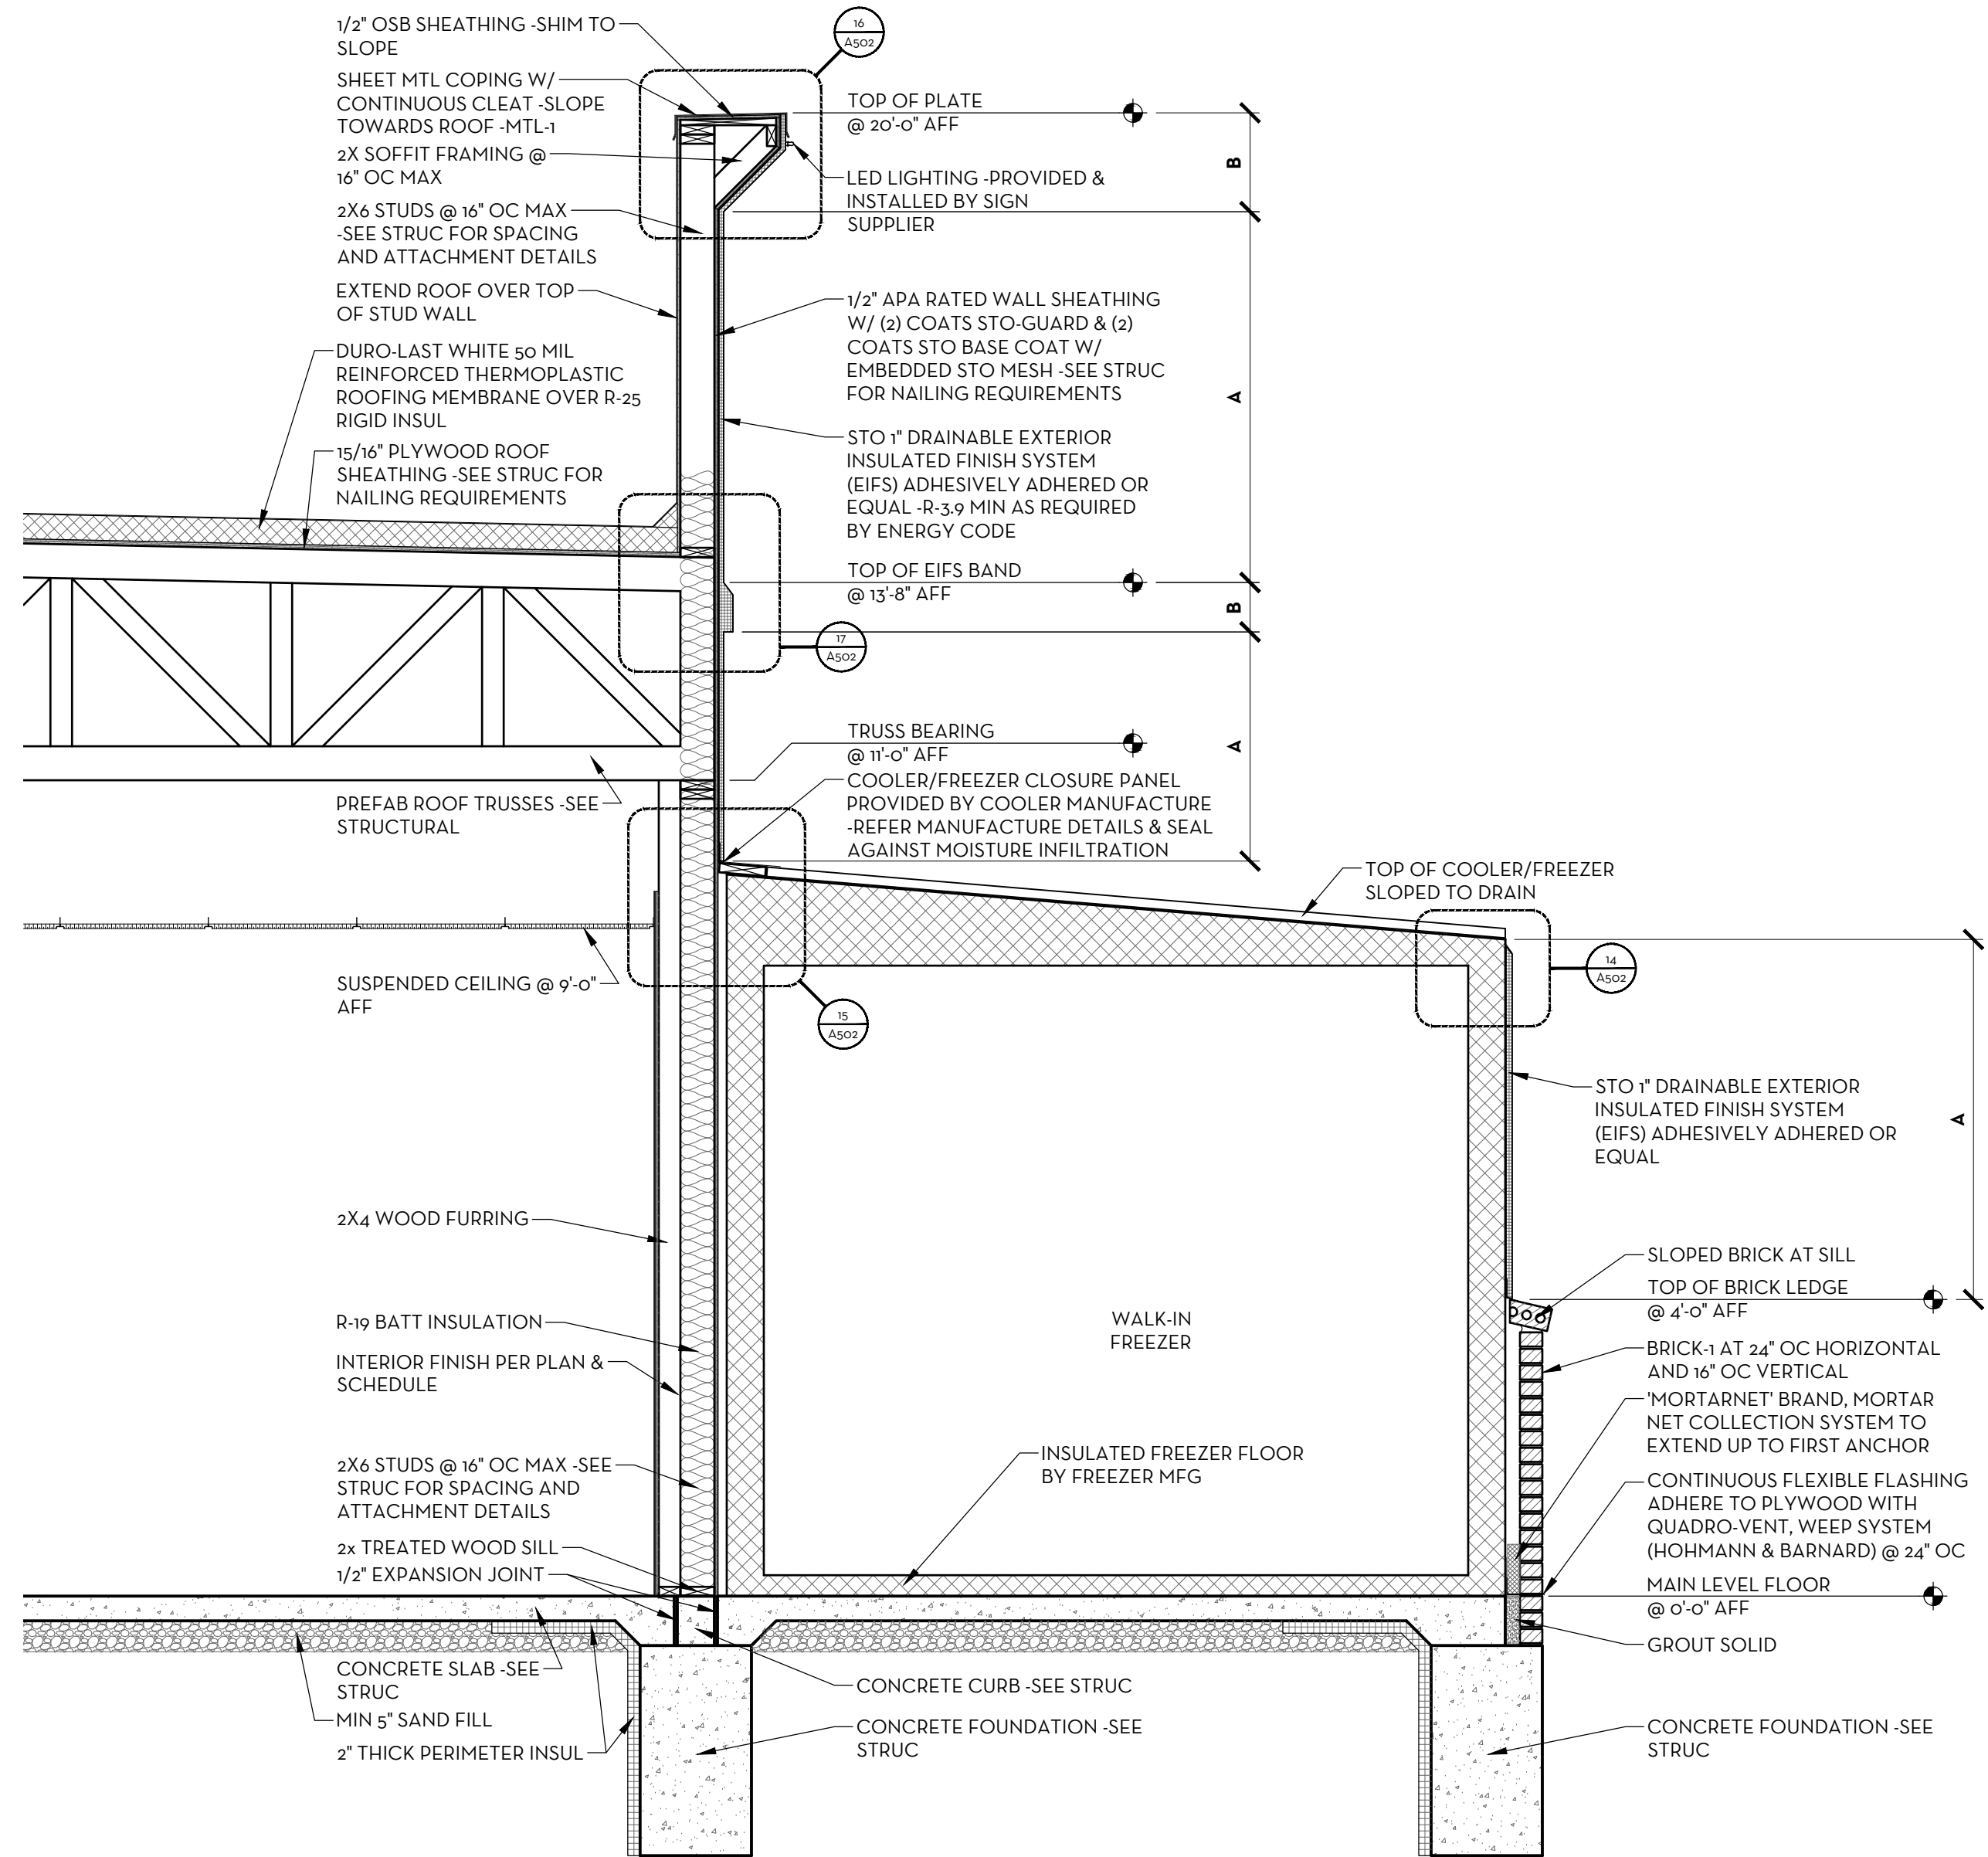 1/2" OSB SHEATHING -SHIM TO
SLOPE
SHEET MTL COPING W/
CONTINUOUS CLEAT -SLOPE
TOWARDS ROOF -MTL-1
2X SOFFIT FRAMING @
16" OC MAX
2X6 STUDS @ 16" OC MAX
-SEE STRUC FOR SPACING
AND ATTACHMENT DETAILS
EXTEND ROOF OVER TOP
OF STUD WALL
DURO-LAST WHITE 50 MIL
REINFORCED THERMOPLASTIC
ROOFING MEMBRANE OVER R-25
RIGID INSUL
15/16" PLYWOOD ROOF
SHEATHING -SEE STRUC FOR
NAILING REQUIREMENTS
PREFAB ROOF TRUSSES -SEE
STRUCTURAL
SUSPENDED CEILING @ 9'-0"
AFF
2X4 WOOD FURRING
R-19 BATT INSULATION
INTERIOR FINISH PER PLAN &
SCHEDULE
2X6 STUDS @ 16" OC MAX -SEE
STRUC FOR SPACING AND
ATTACHMENT DETAILS
2x TREATED WOOD SILL
1/2" EXPANSION JOINT
CONCRETE SLAB -SEE
STRUC
MIN 5" SAND FILL
2" THICK PERIMETER INSUL
16
A502
TOP OF PLATE
@ 20'-0" AFF
LED LIGHTING -PROVIDED &
INSTALLED BY SIGN
SUPPLIER
B
1/2" APA RATED WALL SHEATHING
W/ (2) COATS STO-GUARD & (2)
COATS STO BASE COAT W/
EMBEDDED STO MESH -SEE STRUC
FOR NAILING REQUIREMENTS
A
STO 1" DRAINABLE EXTERIOR
INSULATED FINISH SYSTEM
(EIFS) ADHESIVELY ADHERED OR
EQUAL -R-3.9 MIN AS REQUIRED
BY ENERGY CODE
TOP OF EIFS BAND
@ 13'-8" AFF
B
17
A502
TRUSS BEARING
@ 11'-0" AFF
A
COOLER/FREEZER CLOSURE PANEL
PROVIDED BY COOLER MANUFACTURE
-REFER MANUFACTURE DETAILS & SEAL
AGAINST MOISTURE INFILTRATION
15
A502
TOP OF COOLER/FREEZER
SLOPED TO DRAIN
14
A502
STO 1" DRAINABLE EXTERIOR
INSULATED FINISH SYSTEM
(EIFS) ADHESIVELY ADHERED OR
EQUAL
A
WALK-IN
FREEZER
INSULATED FREEZER FLOOR
BY FREEZER MFG
SLOPED BRICK AT SILL
TOP OF BRICK LEDGE
@ 4'-0" AFF
BRICK-1 AT 24" OC HORIZONTAL
AND 16" OC VERTICAL
'MORTARNET' BRAND, MORTAR
NET COLLECTION SYSTEM TO
EXTEND UP TO FIRST ANCHOR
CONTINUOUS FLEXIBLE FLASHING
ADHERE TO PLYWOOD WITH
QUADRO-VENT, WEEP SYSTEM
(HOHMANN & BARNARD) @ 24" OC
MAIN LEVEL FLOOR
@ 0'-0" AFF
GROUT SOLID
CONCRETE CURB -SEE STRUC
CONCRETE FOUNDATION -SEE
STRUC
CONCRETE FOUNDATION -SEE
STRUC